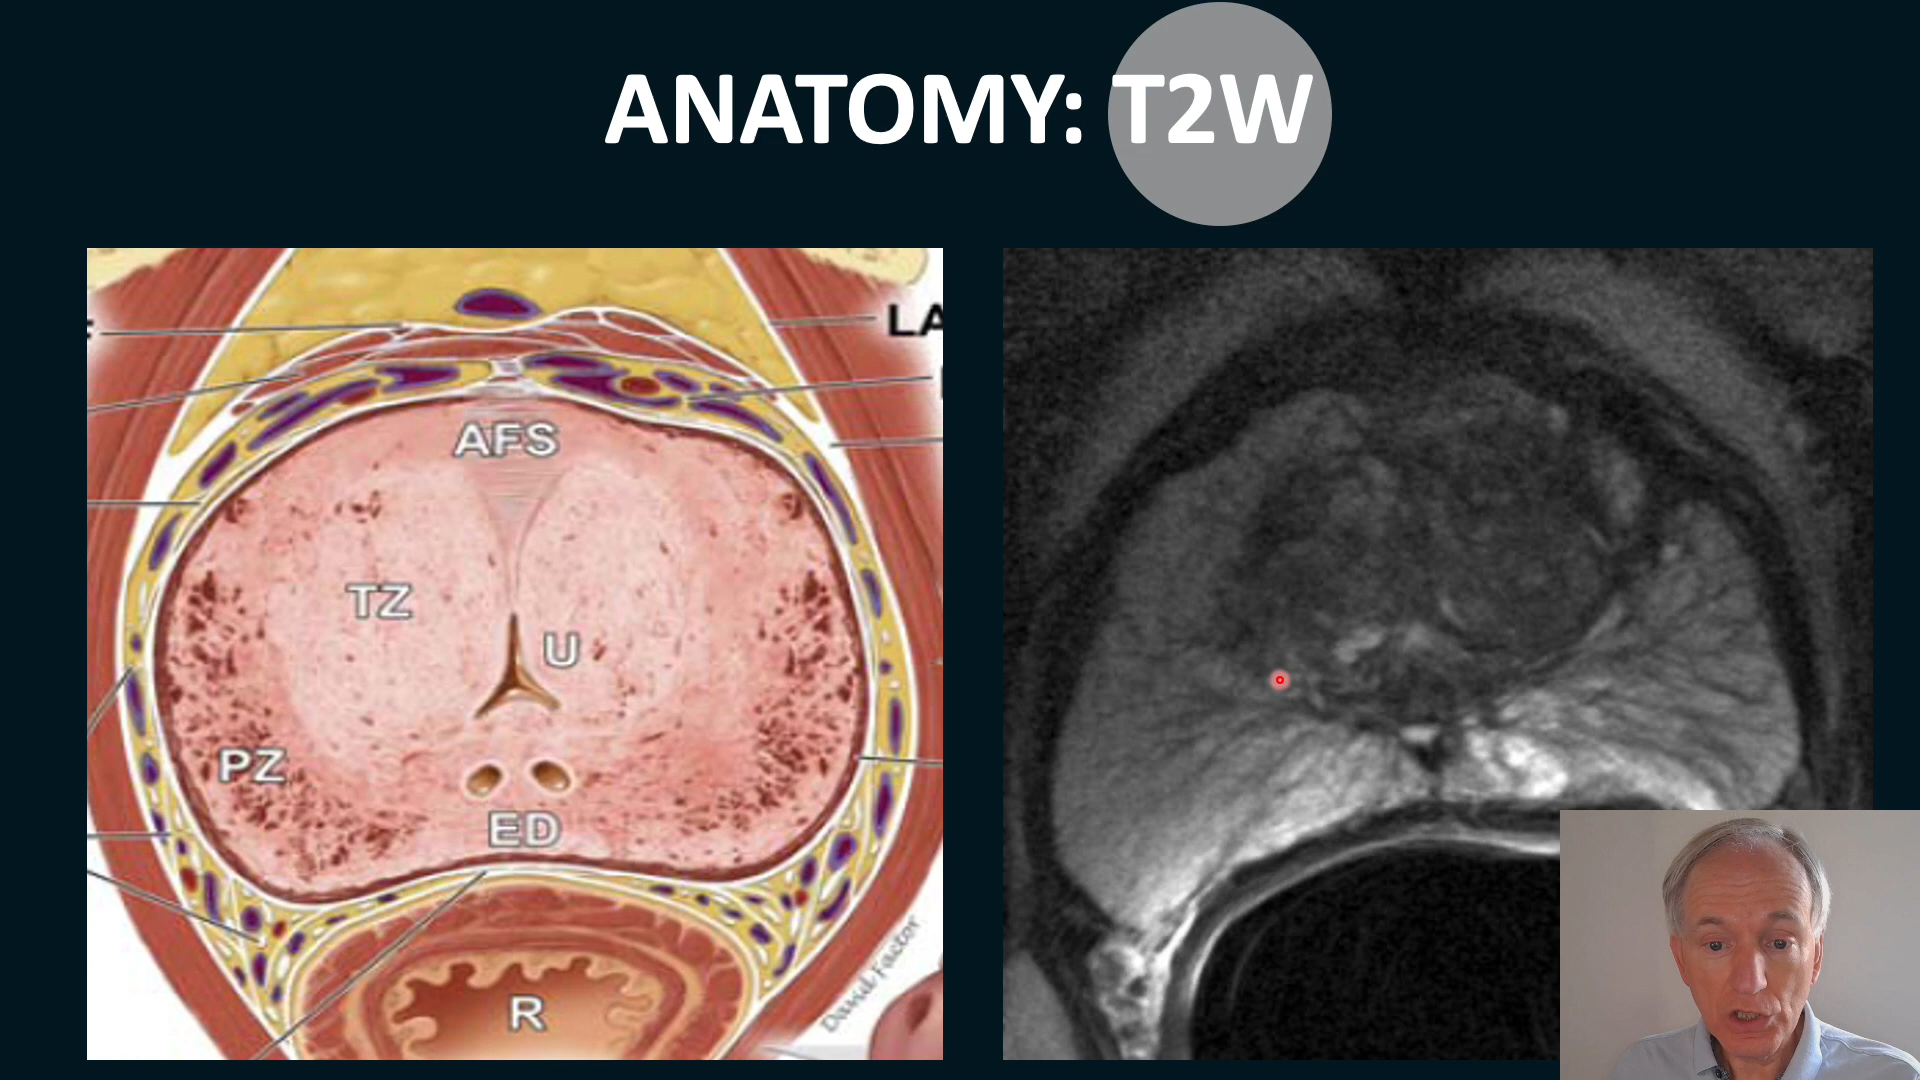 ANATOMY: T2W
LA
AFS
TZ
U
PZ
ED
R